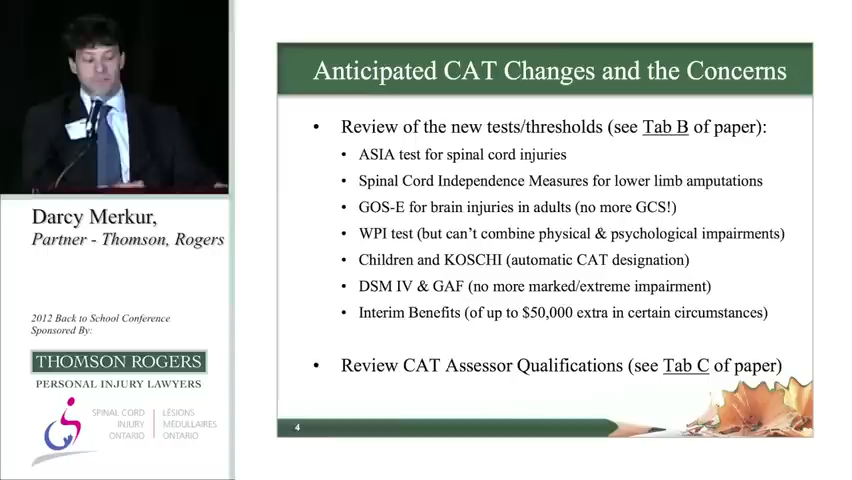 Darcy Merkur,
Partner - Thomson, Rogers
2012 Back to School Conference
Sponsored By:
THOMSON ROGERS
PERSONAL INJURY LAWYERS
SPINAL CORD
INJURY
ONTARIO
LÉSIONS
MÉDULLAIRES
ONTARIO
Anticipated CAT Changes and the Concerns
• Review of the new tests/thresholds (see Tab B of paper):
• ASIA test for spinal cord injuries
• Spinal Cord Independence Measures for lower limb amputations
• GOS-E for brain injuries in adults (no more GCS!)
• WPI test (but can't combine physical & psychological impairments)
• Children and KOSCHI (automatic CAT designation)
• DSM IV & GAF (no more marked/extreme impairment)
• Interim Benefits (of up to $50,000 extra in certain circumstances)
• Review CAT Assessor Qualifications (see Tab C of paper)
4